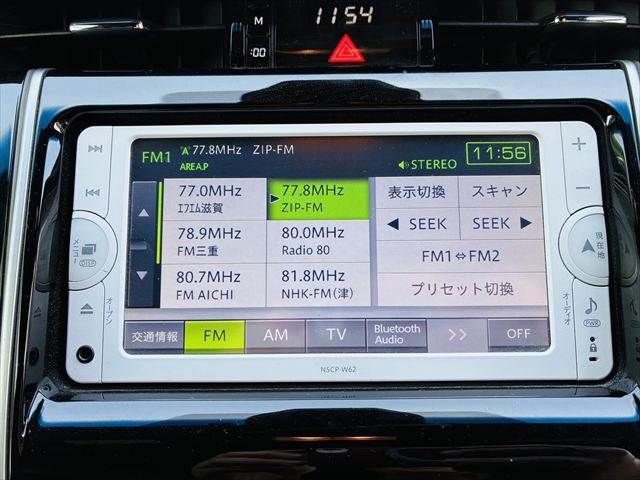 M
:00
11:54
FM1 A 77.8MHz ZIP-FM
AREA.P
STEREO
11:56
77.0MHz
ｴﾌｴﾑ滋賀
77.8MHz
ZIP-FM
表示切換
スキャン
78.9MHz
FM三重
80.0MHz
Radio 80
SEEK
SEEK
FM1⇔FM2
80.7MHz
FM AICHI
81.8MHz
NHK-FM(津)
プリセット切換
交通情報
FM
AM
TV
Bluetooth
Audio
>>
OFF
メニュー
DISC
オープン
+
−
現在地
オーディオ
PWR
NSCP-W62